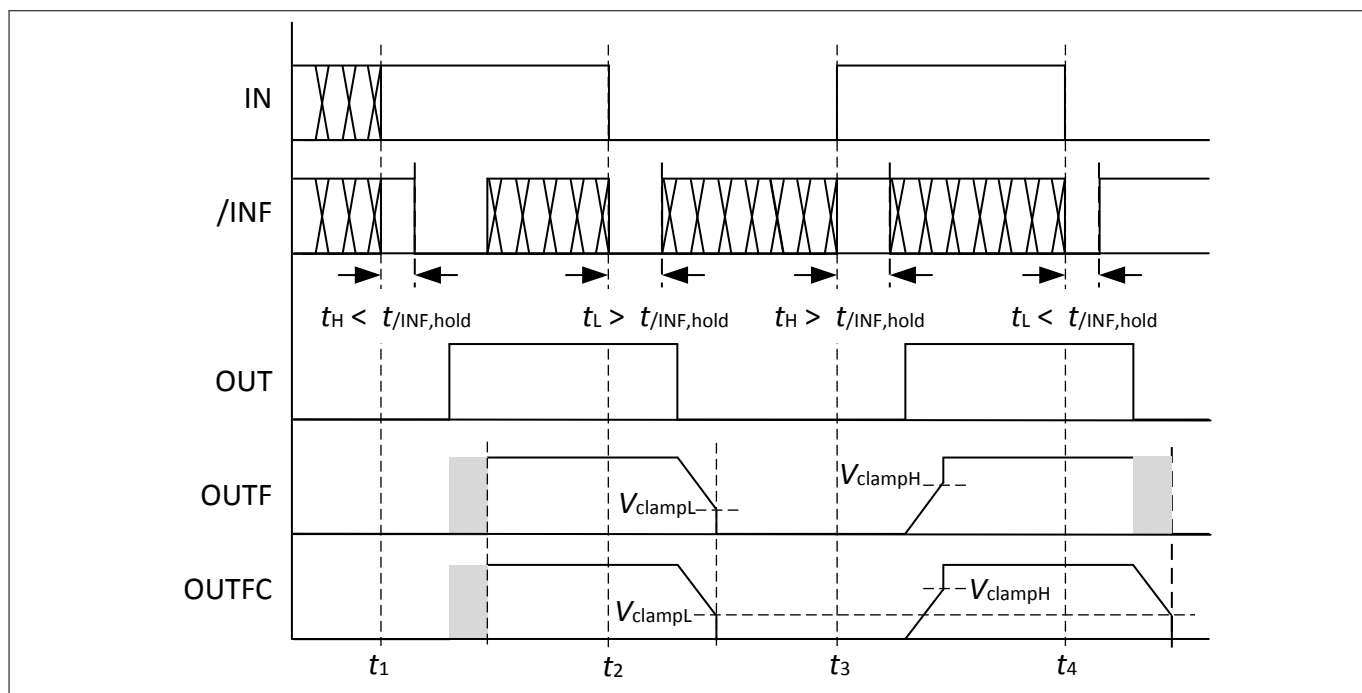 IN
/INF
tH < t/INF,hold tL > t/INF,hold tH > t/INF,hold tL < t/INF,hold
OUT
OUTF VclampL VclampH
OUTFC VclampL VclampH
t1 t2 t3 t4